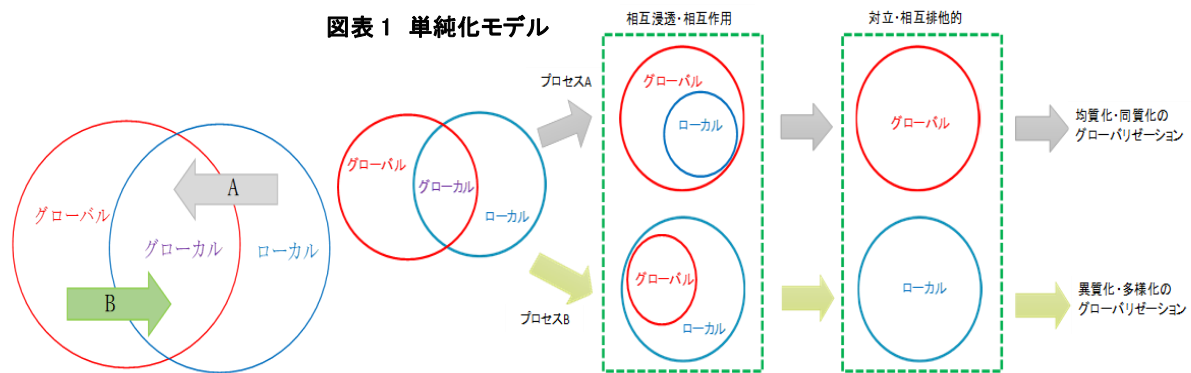 図表1 単純化モデル
グローバル
グローカル
ローカル
A
B
グローバル
グローカル
ローカル
プロセスA
プロセスB
相互浸透・相互作用
グローバル
ローカル
グローバル
ローカル
対立・相互排他的
グローバル
ローカル
均質化・同質化の
グローバリゼーション
異質化・多様化の
グローバリゼーション